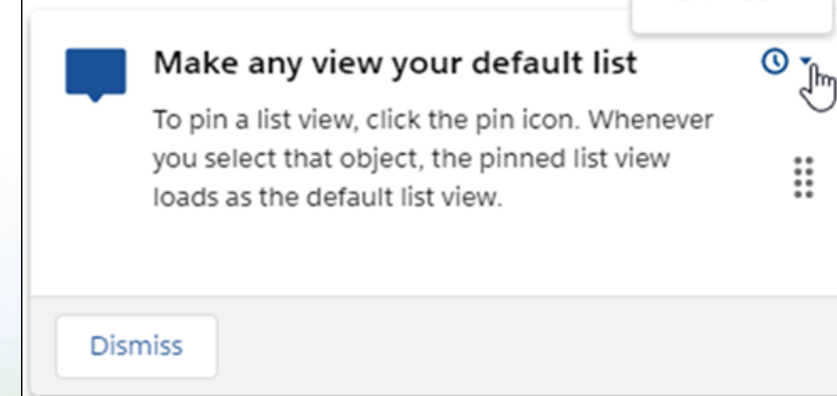 Make any view your default list
To pin a list view, click the pin icon. Whenever
you select that object, the pinned list view
loads as the default list view.
Dismiss